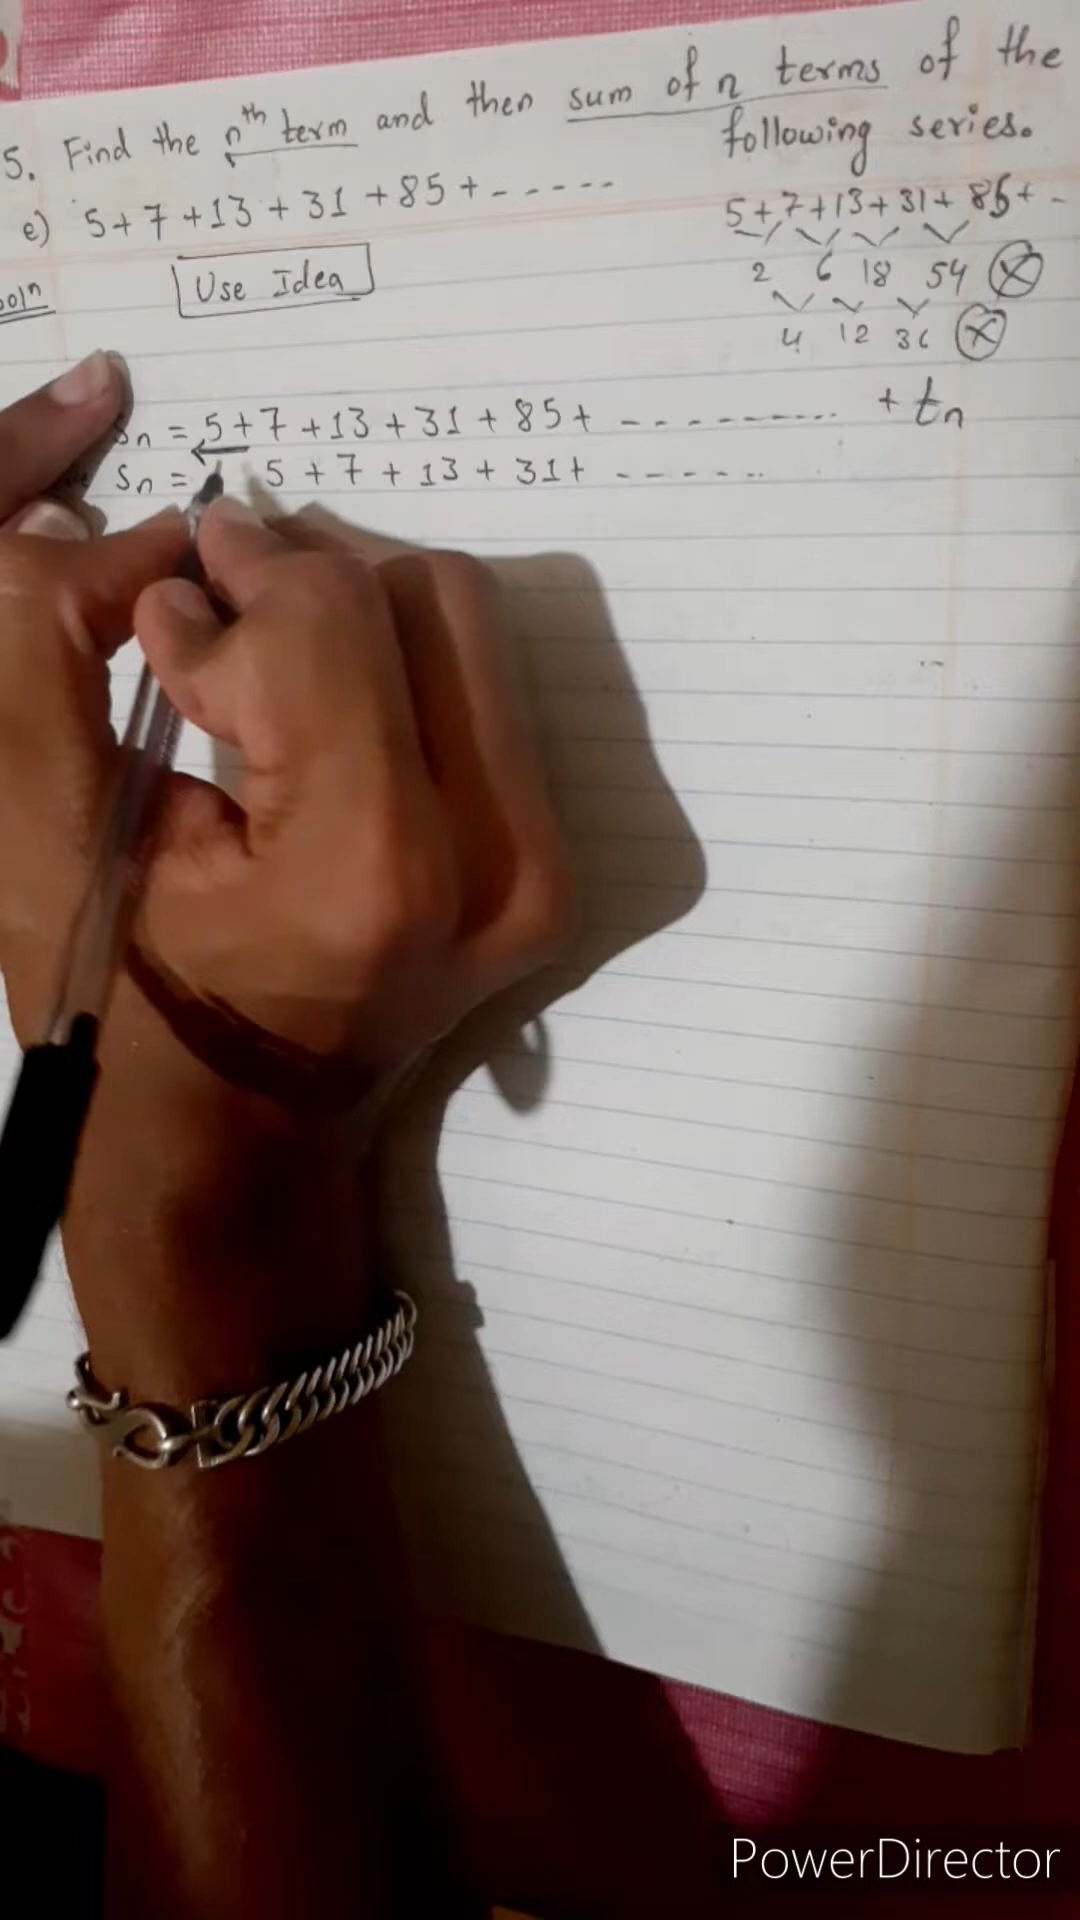 5. Find the nth term and then sum of n terms of the
following series.
e) 5+7+13+31+85+------
soln
Use Idea
5+7+13+31+85+-
2 6 18 54
4 12 36
Sn = 5+7+13+31+85+ ---------- + tn
Sn = 5+7+13+31+ -------
PowerDirector